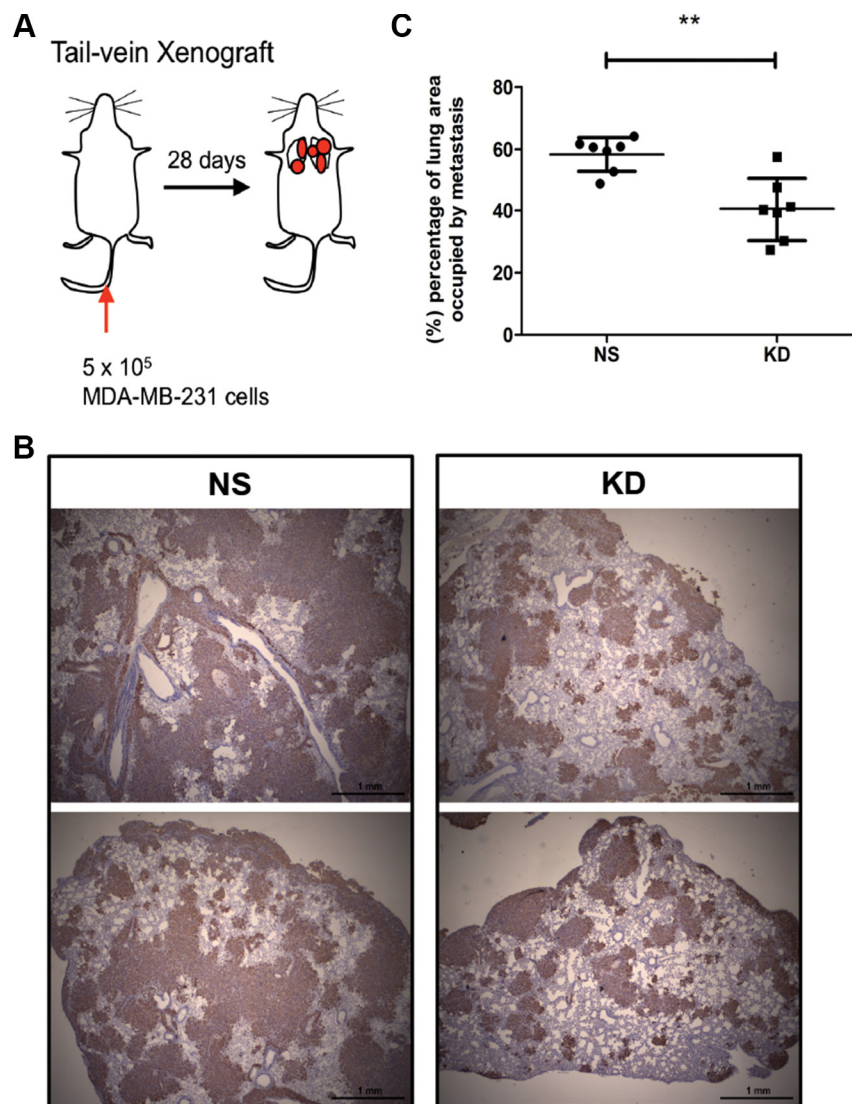 A
Tail-vein Xenograft
28 days
5 x 10⁵
MDA-MB-231 cells
C
**
(%) percentage of lung area
occupied by metastasis
80
60
40
20
0
NS
KD
B
NS
KD
1 mm
1 mm
1 mm
1 mm